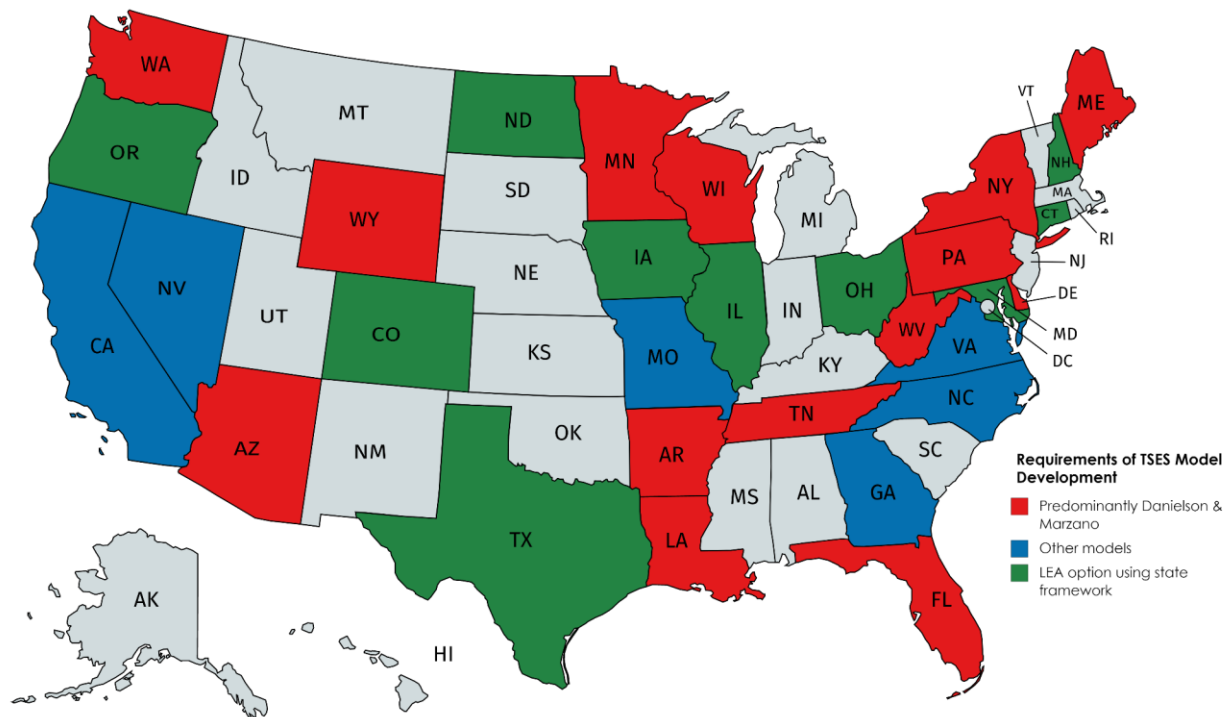 WA
MT
ND
MN
VT
ME
OR
ID
SD
WI
MI
NY
NH
MA
CT
RI
WY
NE
IA
PA
NJ
NV
UT
CO
IL
IN
OH
DE
MD
DC
CA
KS
MO
WV
KY
VA
AZ
NM
OK
AR
TN
NC
SC
MS
AL
GA
TX
LA
FL
AK
HI
Requirements of TSES Model
Development
Predominantly Danielson &
Marzano
Other models
LEA option using state
framework